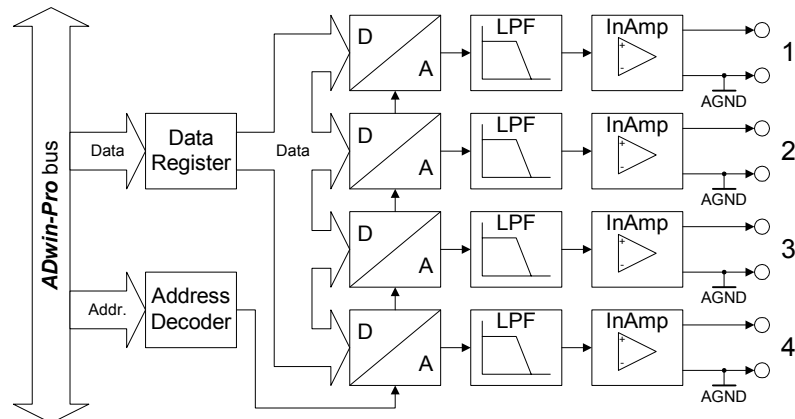 ADwin-Pro bus
Data
Data
Register
Data
Addr.
Address
Decoder
D
A
LPF
InAmp
+
-
AGND
1
D
A
LPF
InAmp
+
-
AGND
2
D
A
LPF
InAmp
+
-
AGND
3
D
A
LPF
InAmp
+
-
AGND
4